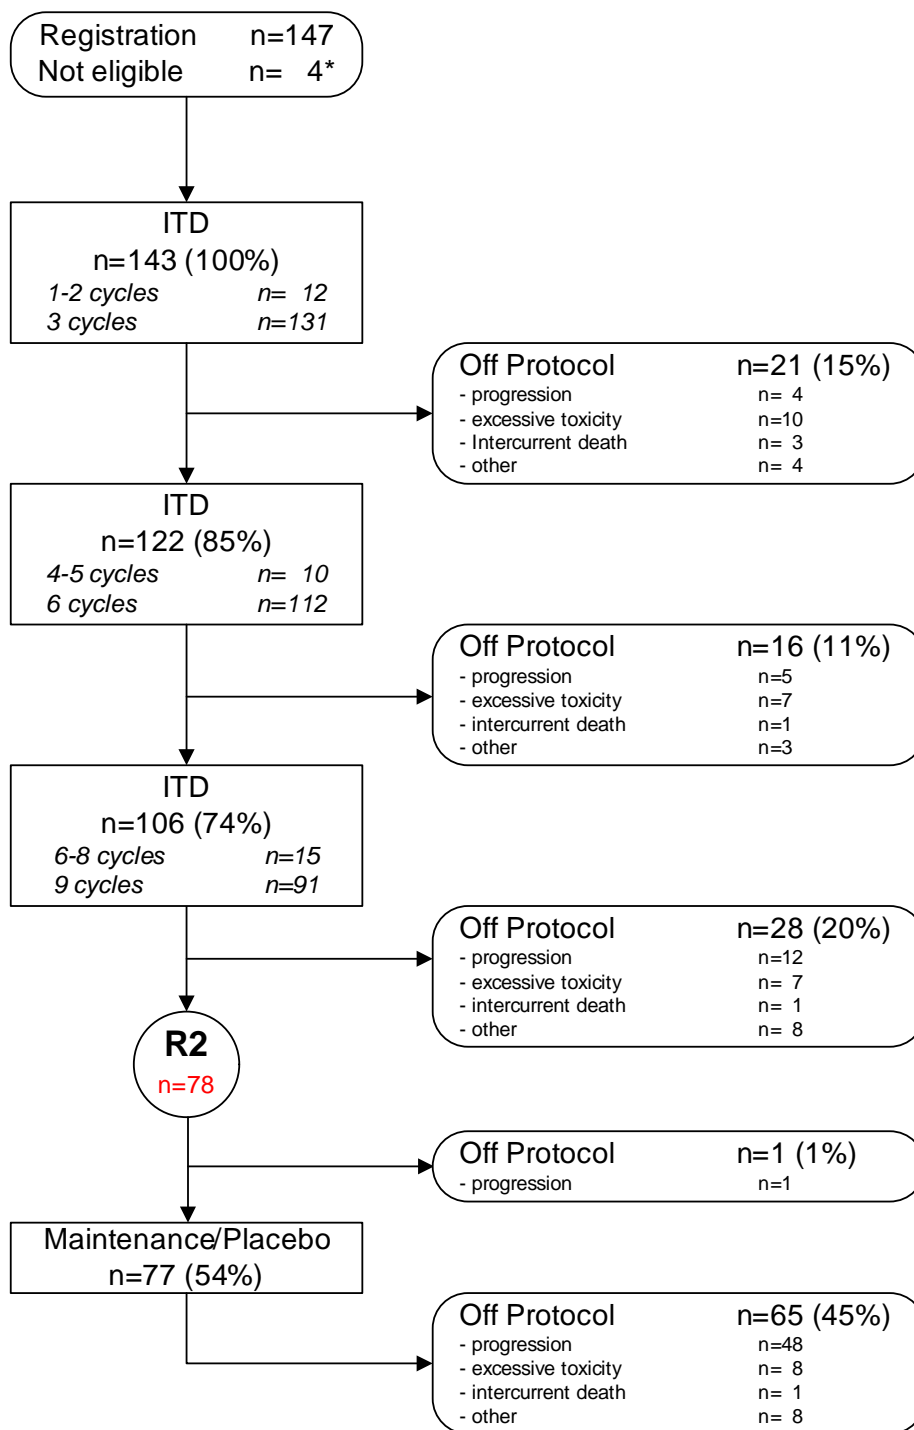 Registration n=147
Not eligible n= 4*
ITD
n=143 (100%)
1-2 cycles n= 12
3 cycles n=131
Off Protocol n=21 (15%)
- progression n= 4
- excessive toxicity n=10
- Intercurrent death n= 3
- other n= 4
ITD
n=122 (85%)
4-5 cycles n= 10
6 cycles n=112
Off Protocol n=16 (11%)
- progression n=5
- excessive toxicity n=7
- intercurrent death n=1
- other n=3
ITD
n=106 (74%)
6-8 cycles n=15
9 cycles n=91
Off Protocol n=28 (20%)
- progression n=12
- excessive toxicity n= 7
- intercurrent death n= 1
- other n= 8
R2
n=78
Off Protocol n=1 (1%)
- progression n=1
Maintenance/Placebo
n=77 (54%)
Off Protocol n=65 (45%)
- progression n=48
- excessive toxicity n= 8
- intercurrent death n= 1
- other n= 8